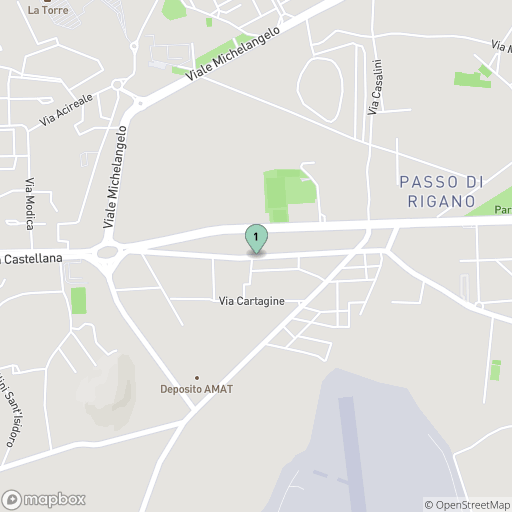 La Torre
Viale Michelangelo
Via Casalini
Via Acireale
Viale Michelangelo
Via Modica
PASSO DI
RIGANO
Par
1
Castellana
Via Cartagine
Deposito AMAT
Sant'Isidoro
mapbox
© OpenStreetMap